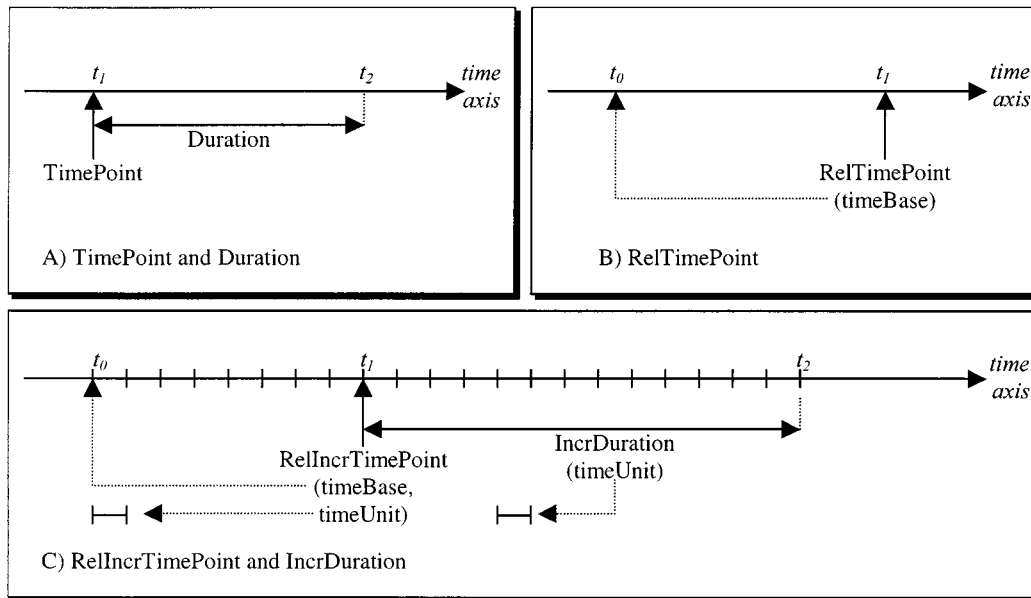 t1 t2 time
axis
Duration
TimePoint
A) TimePoint and Duration
t0 t1 time
axis
RelTimePoint
(timeBase)
B) RelTimePoint
t0 t1 t2 time
axis
IncrDuration
(timeUnit)
RelIncrTimePoint
(timeBase,
timeUnit)
C) RelIncrTimePoint and IncrDuration